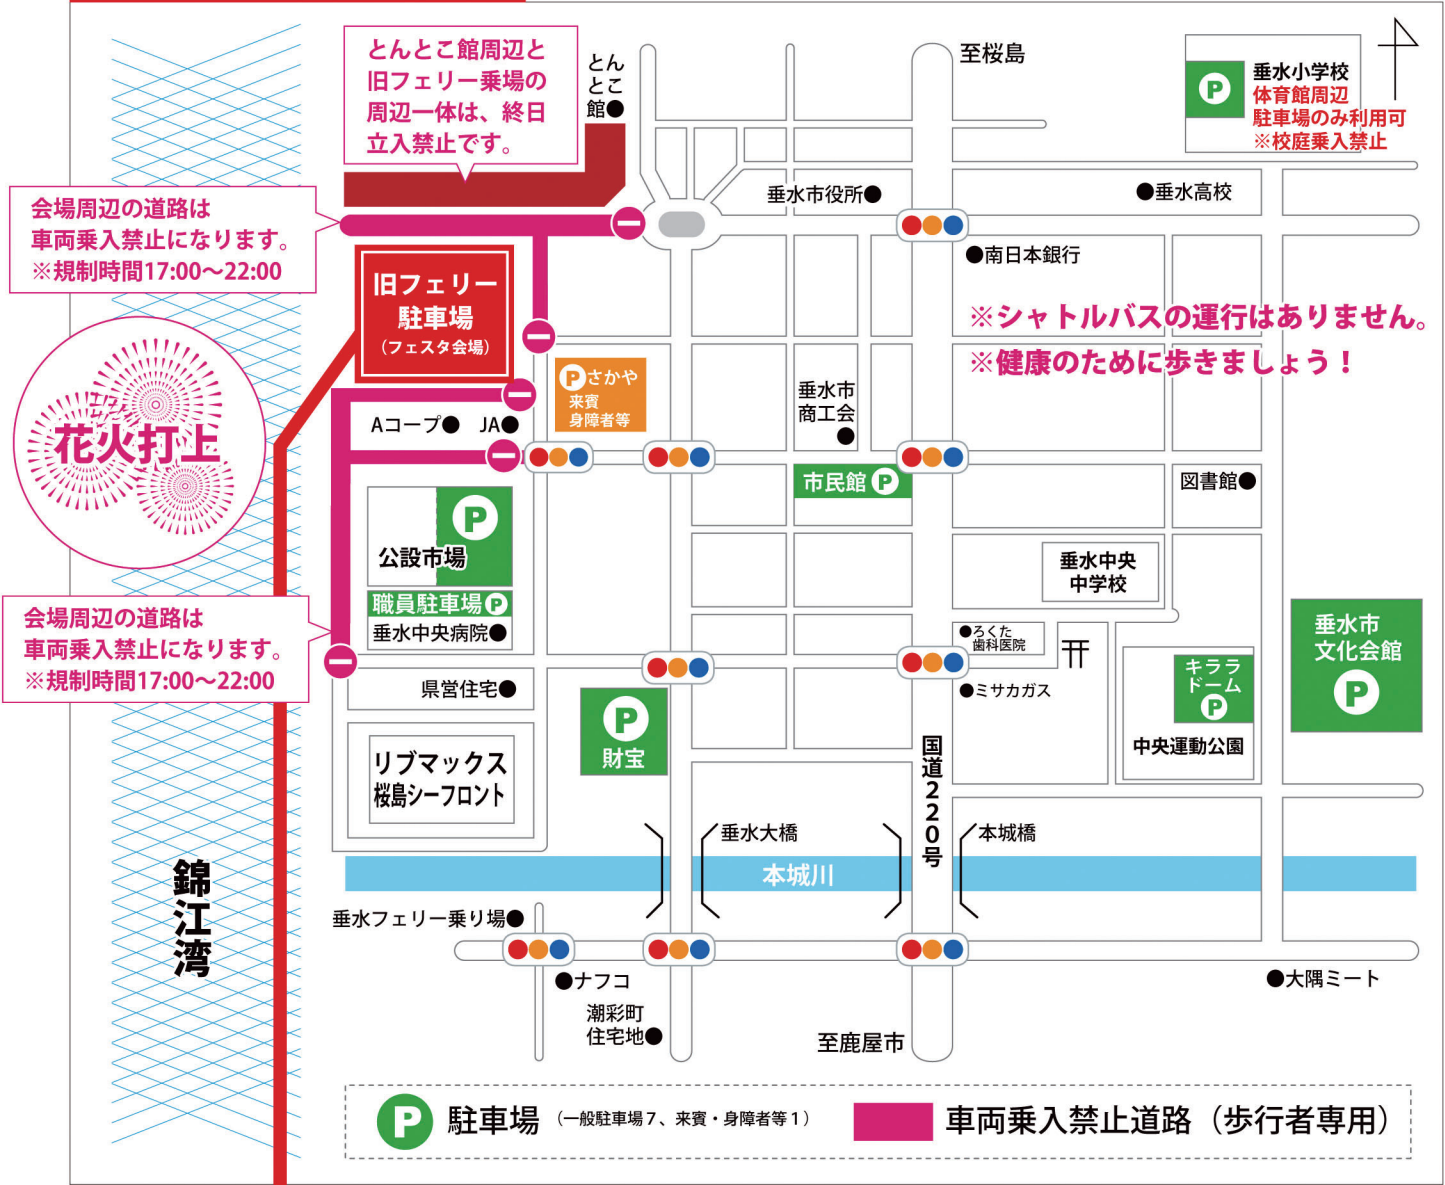 とんとこ館周辺と
旧フェリー乗場の
周辺一体は、終日
立入禁止です。
とん
とこ
館●
至桜島
P
垂水小学校
体育館周辺
駐車場のみ利用可
※校庭乗入禁止
会場周辺の道路は
車両乗入禁止になります。
※規制時間17:00～22:00
垂水市役所●
●垂水高校
●南日本銀行
旧フェリー
駐車場
（フェスタ会場）
※シャトルバスの運行はありません。
※健康のために歩きましょう！
Pさかや
来賓
身障者等
垂水市
商工会
●
Aコープ● JA●
花火打上
市民館 P
図書館●
P
公設市場
職員駐車場 P
垂水中央病院●
垂水中央
中学校
会場周辺の道路は
車両乗入禁止になります。
※規制時間17:00～22:00
●ろくた
歯科医院
垂水市
文化会館
P
キララ
ドーム
P
県営住宅●
●ミサカガス
P
財宝
中央運動公園
リブマックス
桜島シーフロント
国道220号
垂水大橋
本城橋
本城川
錦江湾
垂水フェリー乗り場●
●ナフコ
潮彩町
住宅地●
至鹿屋市
●大隅ミート
P 駐車場 （一般駐車場7、来賓・身障者等1）
車両乗入禁止道路（歩行者専用）